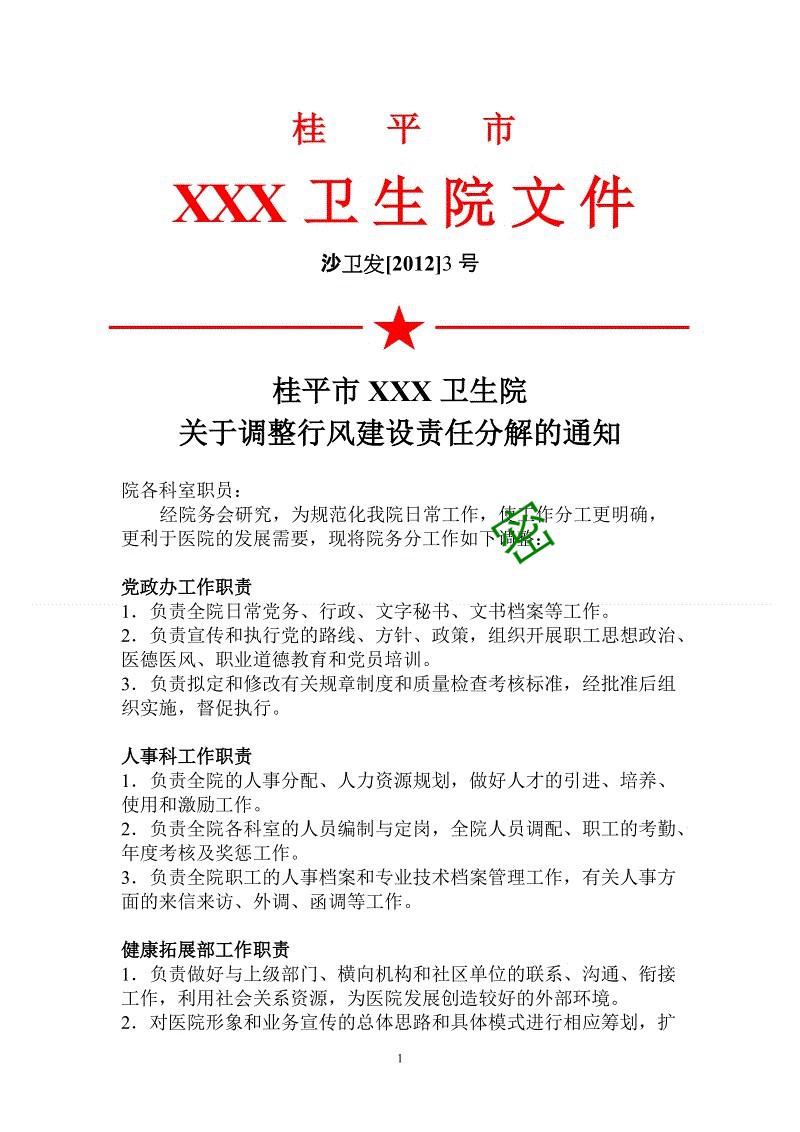 桂 平 市
XXX 卫 生 院 文 件
沙卫发[2012]3 号
桂平市 XXX 卫生院
关于调整行风建设责任分解的通知
院各科室职员：
经院务会研究，为规范化我院日常工作，使工作分工更明确，
更利于医院的发展需要，现将院务分工作如下调整：
密
党政办工作职责
1．负责全院日常党务、行政、文字秘书、文书档案等工作。
2．负责宣传和执行党的路线、方针、政策，组织开展职工思想政治、
医德医风、职业道德教育和党员培训。
3．负责拟定和修改有关规章制度和质量检查考核标准，经批准后组
织实施，督促执行。
人事科工作职责
1．负责全院的人事分配、人力资源规划，做好人才的引进、培养、
使用和激励工作。
2．负责全院各科室的人员编制与定岗，全院人员调配、职工的考勤、
年度考核及奖惩工作。
3．负责全院职工的人事档案和专业技术档案管理工作，有关人事方
面的来信来访、外调、函调等工作。
健康拓展部工作职责
1．负责做好与上级部门、横向机构和社区单位的联系、沟通、衔接
工作，利用社会关系资源，为医院发展创造较好的外部环境。
2．对医院形象和业务宣传的总体思路和具体模式进行相应筹划，扩
1